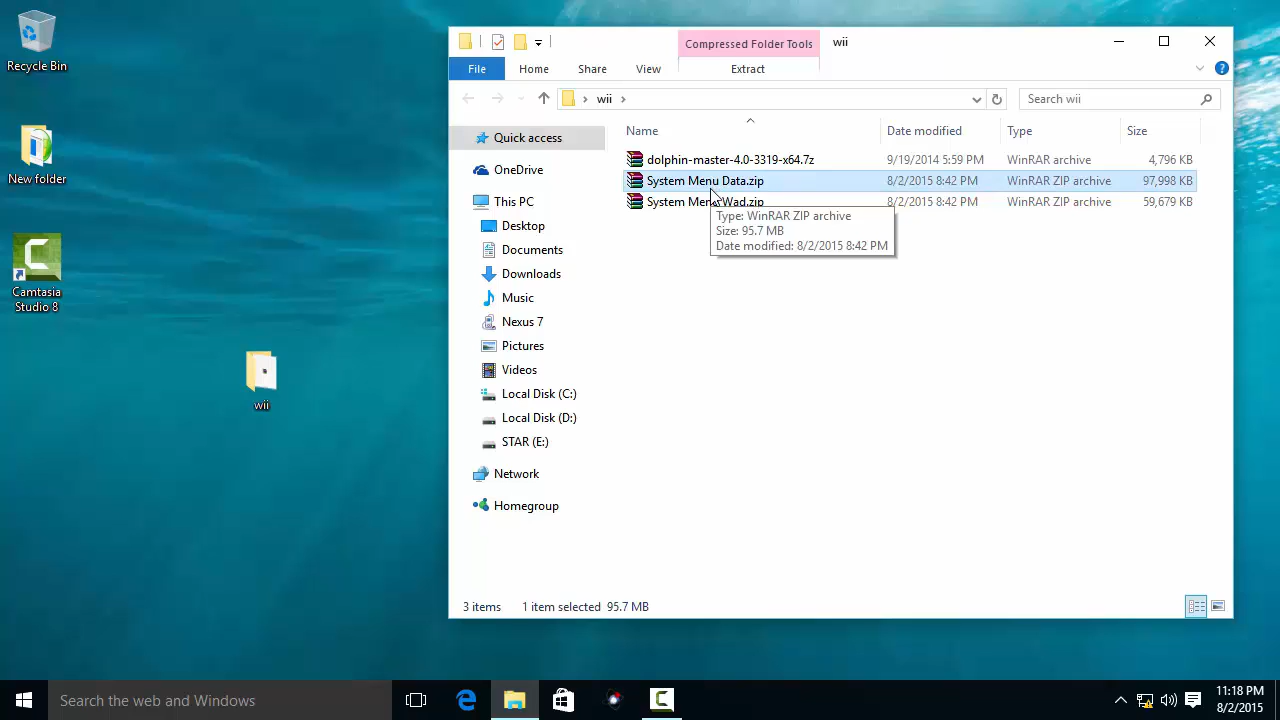 Recycle Bin
New folder
Camtasia
Studio 8
wii
Compressed Folder Tools
wii
File
Home
Share
View
Extract
wii
Search wii
Name
Date modified
Type
Size
dolphin-master-4.0-3319-x64.7z 9/19/2014 5:59 PM WinRAR archive 4,796 KB
System Menu Data.zip 8/2/2015 8:42 PM WinRAR ZIP archive 97,998 KB
System Menu Wad.zip 8/2/2015 8:42 PM WinRAR ZIP archive 59,679 KB
Type: WinRAR ZIP archive
Size: 95.7 MB
Date modified: 8/2/2015 8:42 PM
Quick access
OneDrive
This PC
Desktop
Documents
Downloads
Music
Nexus 7
Pictures
Videos
Local Disk (C:)
Local Disk (D:)
STAR (E:)
Network
Homegroup
3 items 1 item selected 95.7 MB
Search the web and Windows
11:18 PM
8/2/2015